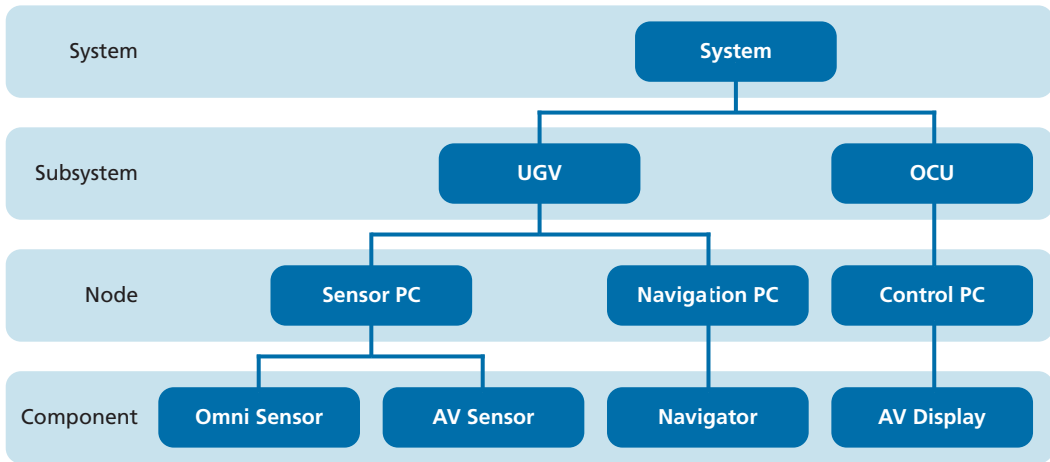 System
System
Subsystem
UGV
OCU
Node
Sensor PC
Navigation PC
Control PC
Component
Omni Sensor
AV Sensor
Navigator
AV Display